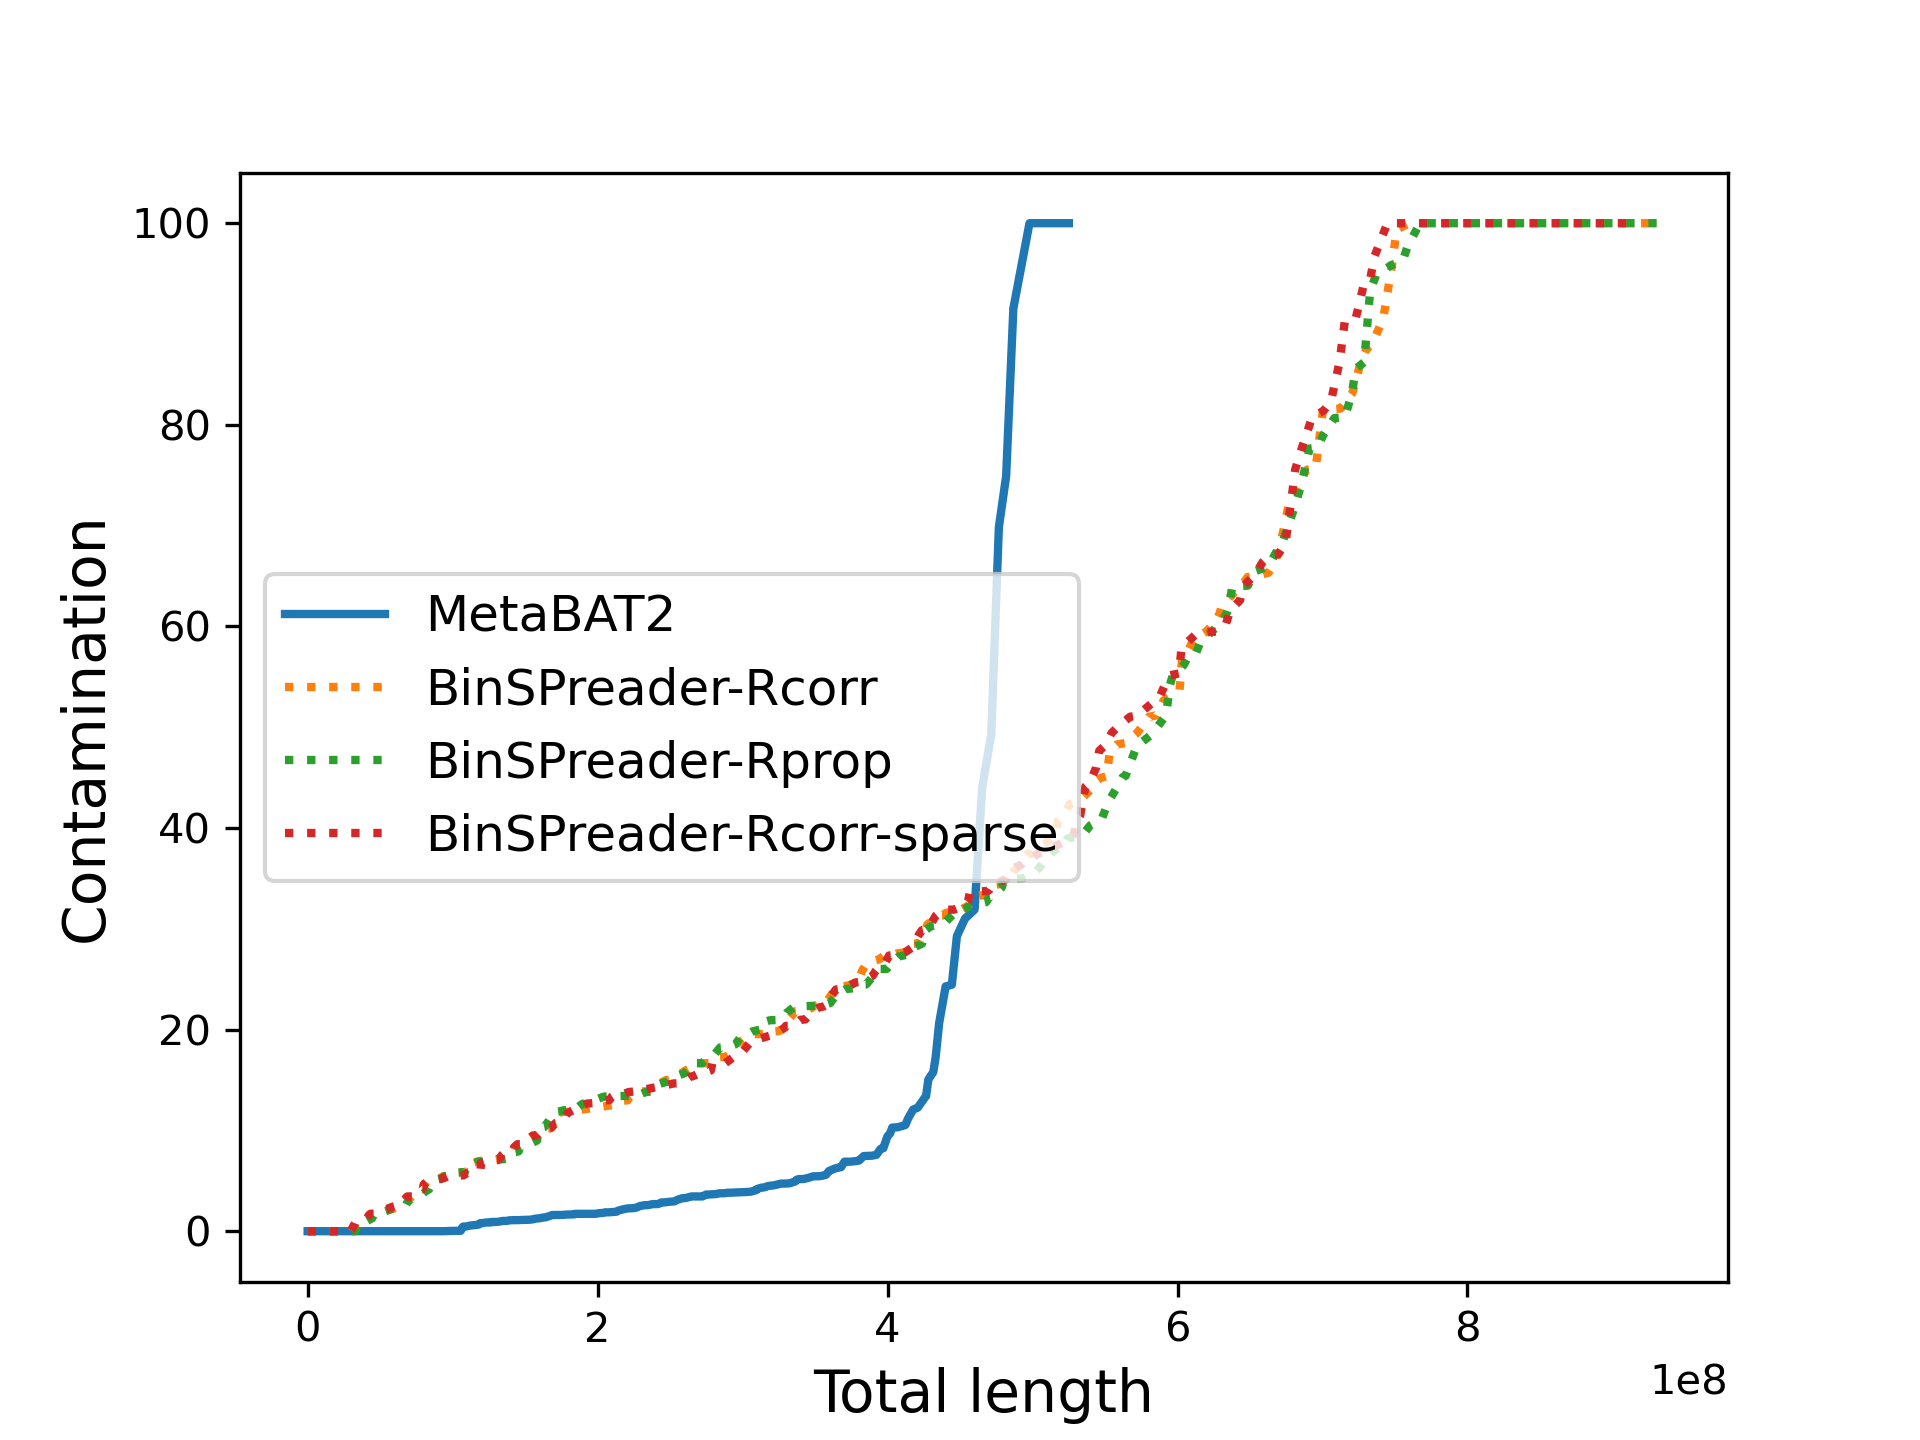 100
80
60
40
20
0
Contamination
MetaBAT2
BinSPreader-Rcorr
BinSPreader-Rprop
BinSPreader-Rcorr-sparse
0 2 4 6 8
1e8
Total length